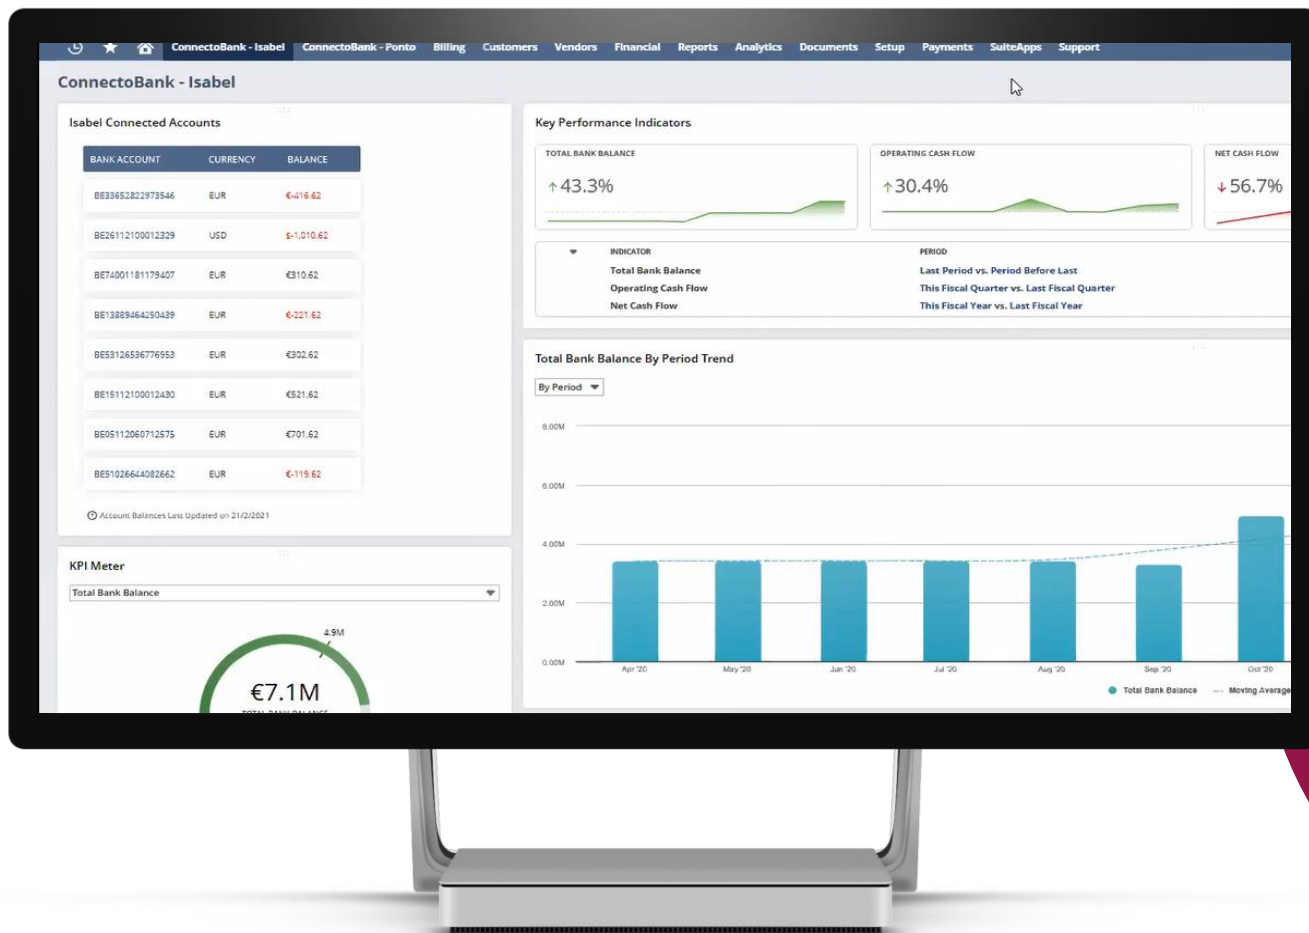 ConnectoBank - Isabel ConnectoBank - Ponto Billing Customers Vendors Financial Reports Analytics Documents Setup Payments SuiteApps Support
ConnectoBank - Isabel
Isabel Connected Accounts
BANK ACCOUNT CURRENCY BALANCE
BE33652822973546 EUR €-416.62
BE26112100012329 USD $-1,010.62
BE74001181179407 EUR €310.62
BE13889464250439 EUR €-221.62
BE53126536776953 EUR €302.62
BE15112100012430 EUR €521.62
BE05112060712575 EUR €701.62
BE51026644082662 EUR €-119.62
Account Balances Last Updated on 21/2/2021
KPI Meter
Total Bank Balance
4.9M
€7.1M
TOTAL BANK BALANCE
Key Performance Indicators
TOTAL BANK BALANCE OPERATING CASH FLOW NET CASH FLOW
↑43.3% ↑30.4% ↓56.7%
INDICATOR PERIOD
Total Bank Balance Last Period vs. Period Before Last
Operating Cash Flow This Fiscal Quarter vs. Last Fiscal Quarter
Net Cash Flow This Fiscal Year vs. Last Fiscal Year
Total Bank Balance By Period Trend
By Period
8.00M
6.00M
4.00M
2.00M
0.00M
Apr '20 May '20 Jun '20 Jul '20 Aug '20 Sep '20 Oct '20
Total Bank Balance Moving Average